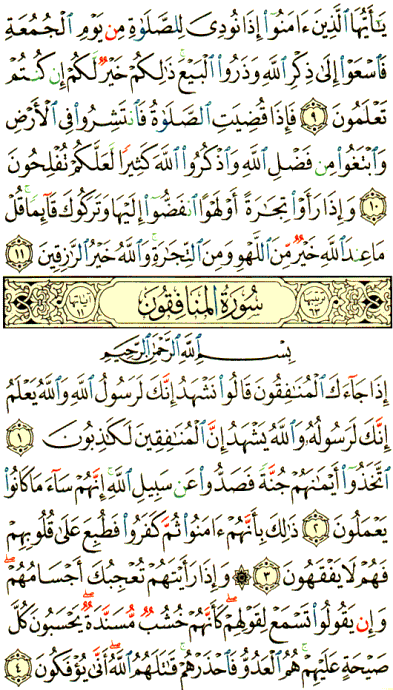 يَٰٓأَيُّهَا ٱلَّذِينَ ءَامَنُوٓا۟ إِذَا نُودِىَ لِلصَّلَوٰةِ مِن يَوْمِ ٱلْجُمُعَةِ
فَٱسْعَوْا۟ إِلَىٰ ذِكْرِ ٱللَّهِ وَذَرُوا۟ ٱلْبَيْعَ ۚ ذَٰلِكُمْ خَيْرٌ لَّكُمْ إِن كُنتُمْ
تَعْلَمُونَ ٩ فَإِذَا قُضِيَتِ ٱلصَّلَوٰةُ فَٱنتَشِرُوا۟ فِى ٱلْأَرْضِ
وَٱبْتَغُوا۟ مِن فَضْلِ ٱللَّهِ وَٱذْكُرُوا۟ ٱللَّهَ كَثِيرًا لَّعَلَّكُمْ تُفْلِحُونَ
١٠ وَإِذَا رَأَوْا۟ تِجَٰرَةً أَوْ لَهْوًا ٱنفَضُّوٓا۟ إِلَيْهَا وَتَرَكُوكَ قَآئِمًا ۚ قُلْ
مَا عِندَ ٱللَّهِ خَيْرٌ مِّنَ ٱللَّهْوِ وَمِنَ ٱلتِّجَٰرَةِ ۚ وَٱللَّهُ خَيْرُ ٱلرَّٰزِقِينَ ١١
ترتيبها ٦٣ سُورَةُ المُنَافِقُونَ آياتها ١١
بِسْمِ ٱللَّهِ ٱلرَّحْمَٰنِ ٱلرَّحِيمِ
إِذَا جَآءَكَ ٱلْمُنَٰفِقُونَ قَالُوا۟ نَشْهَدُ إِنَّكَ لَرَسُولُ ٱللَّهِ ۗ وَٱللَّهُ يَعْلَمُ
إِنَّكَ لَرَسُولُهُۥ وَٱللَّهُ يَشْهَدُ إِنَّ ٱلْمُنَٰفِقِينَ لَكَٰذِبُونَ ١
ٱتَّخَذُوٓا۟ أَيْمَٰنَهُمْ جُنَّةً فَصَدُّوا۟ عَن سَبِيلِ ٱللَّهِ ۚ إِنَّهُمْ سَآءَ مَا كَانُوا۟
يَعْمَلُونَ ٢ ذَٰلِكَ بِأَنَّهُمْ ءَامَنُوا۟ ثُمَّ كَفَرُوا۟ فَطُبِعَ عَلَىٰ قُلُوبِهِمْ
فَهُمْ لَا يَفْقَهُونَ ٣ ۞ وَإِذَا رَأَيْتَهُمْ تُعْجِبُكَ أَجْسَامُهُمْ ۖ
وَإِن يَقُولُوا۟ تَسْمَعْ لِقَوْلِهِمْ ۖ كَأَنَّهُمْ خُشُبٌ مُّسَنَّدَةٌ ۖ يَحْسَبُونَ كُلَّ
صَيْحَةٍ عَلَيْهِمْ ۚ هُمُ ٱلْعَدُوُّ فَٱحْذَرْهُمْ ۚ قَٰتَلَهُمُ ٱللَّهُ ۖ أَنَّىٰ يُؤْفَكُونَ ٤